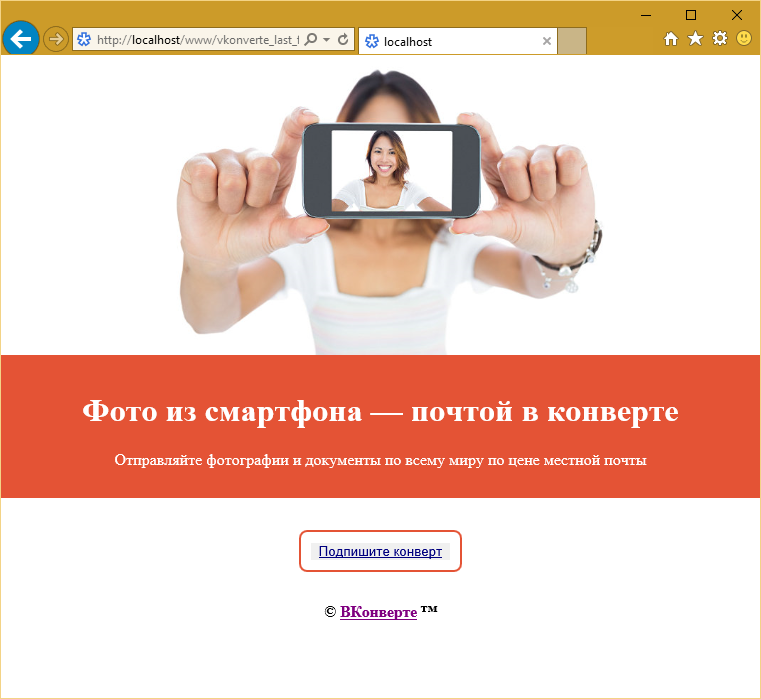 http://localhost/www/vkonverte_last_f
localhost
Фото из смартфона — почтой в конверте
Отправляйте фотографии и документы по всему миру по цене местной почты
Подпишите конверт
© ВКонверте ™